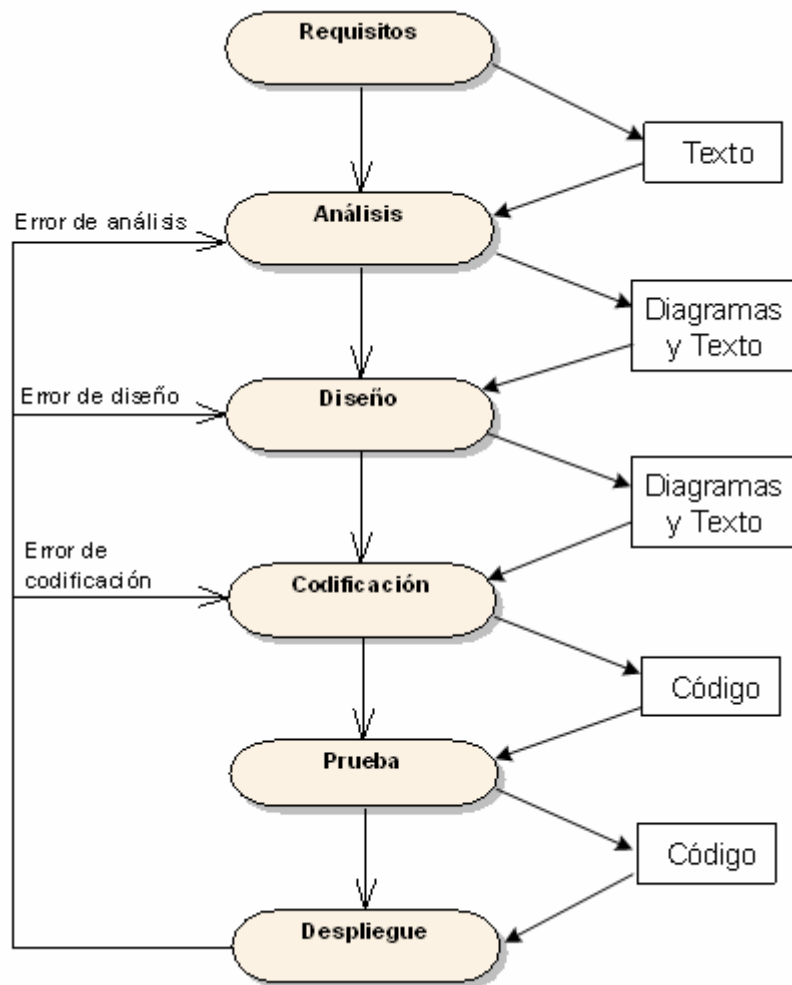 Requisitos
Texto
Análisis
Error de análisis
Diagramas
y Texto
Diseño
Error de diseño
Diagramas
y Texto
Error de
codificación
Codificación
Código
Prueba
Código
Despliegue